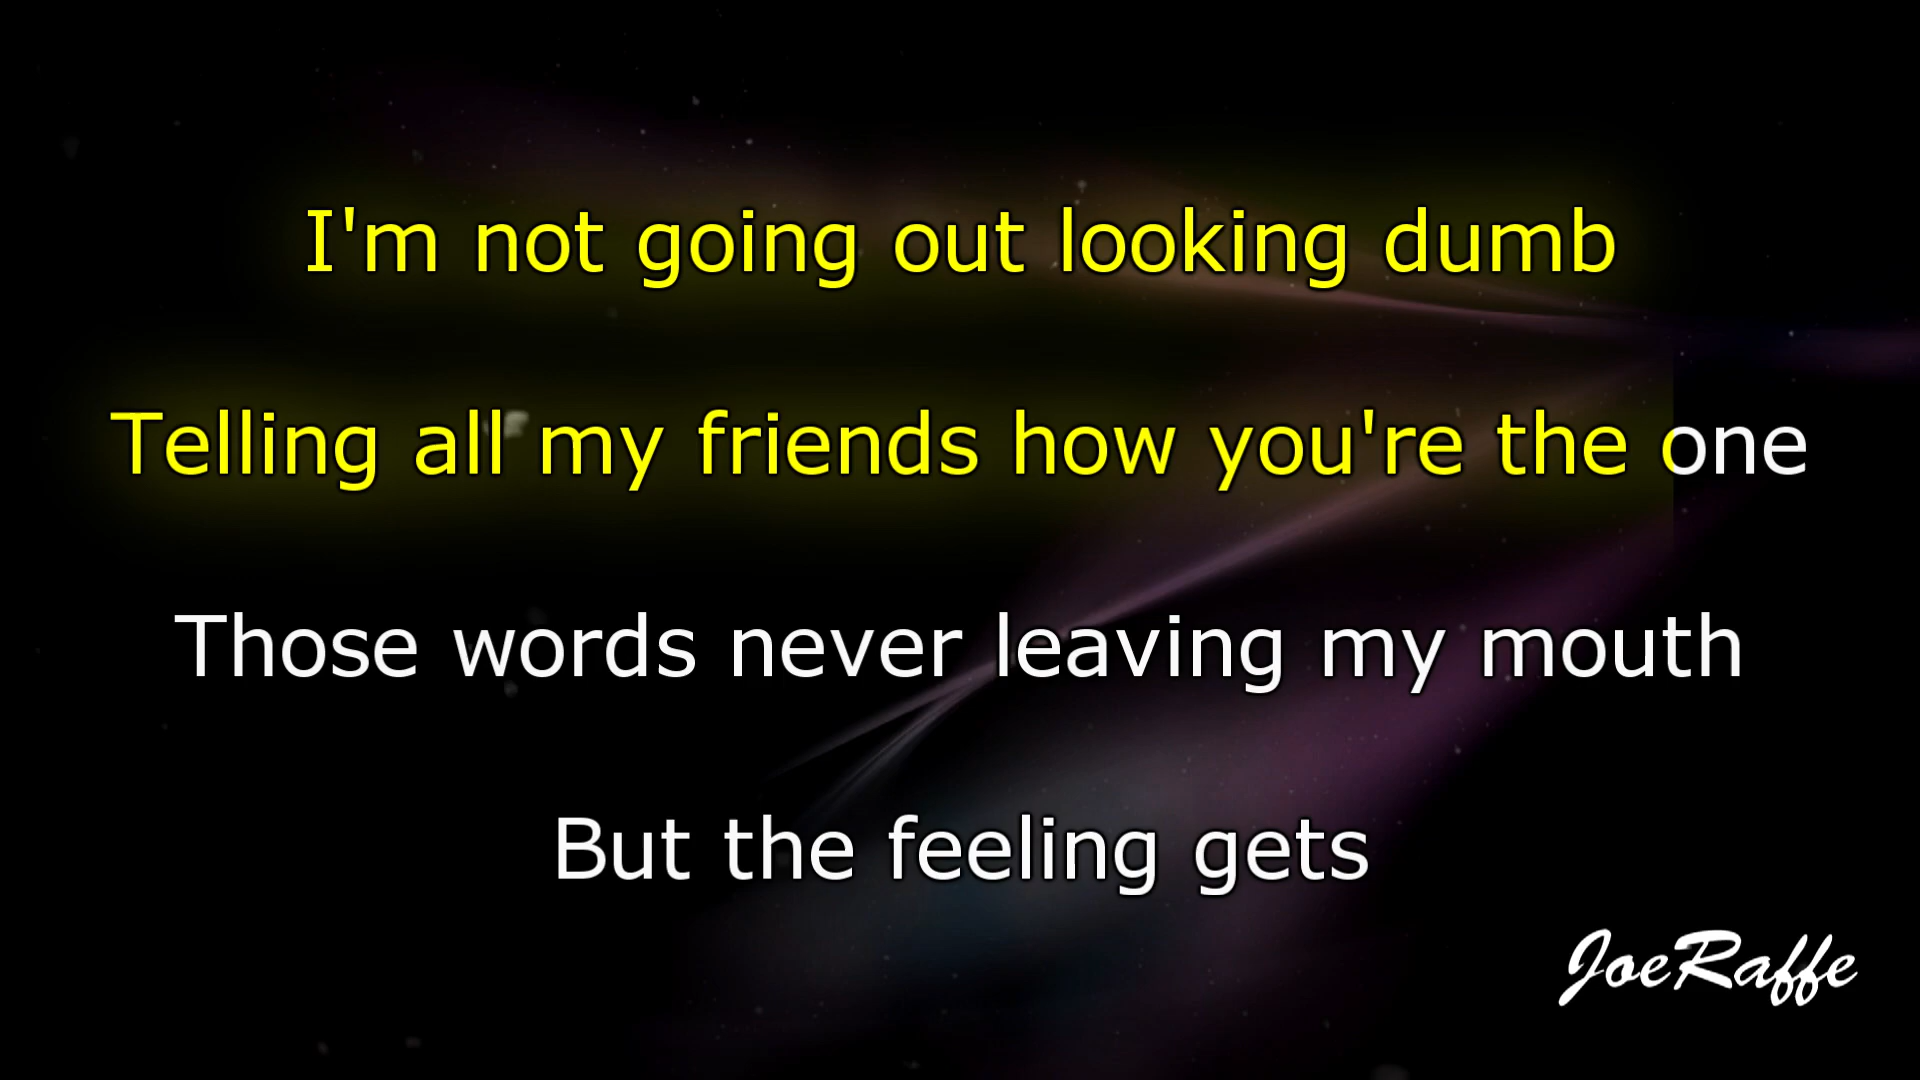 I'm not going out looking dumb
Telling all my friends how you're the one
Those words never leaving my mouth
But the feeling gets
JoeRaffe